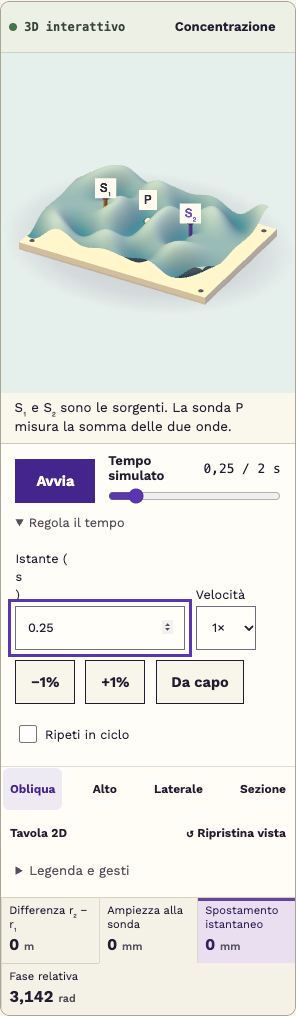 3D interattivo Concentrazione
S₁
P
S₂
S₁ e S₂ sono le sorgenti. La sonda P
misura la somma delle due onde.
Avvia
Tempo
simulato
0,25 / 2 s
▼ Regola il tempo
Istante (
s
)
Velocità
0.25
1×
−1% +1% Da capo
Ripeti in ciclo
Obliqua Alto Laterale Sezione
Tavola 2D ↺ Ripristina vista
▶ Legenda e gesti
Differenza r₂ −
r₁
0 m
Ampiezza alla
sonda
0 mm
Spostamento
istantaneo
0 mm
Fase relativa
3,142 rad